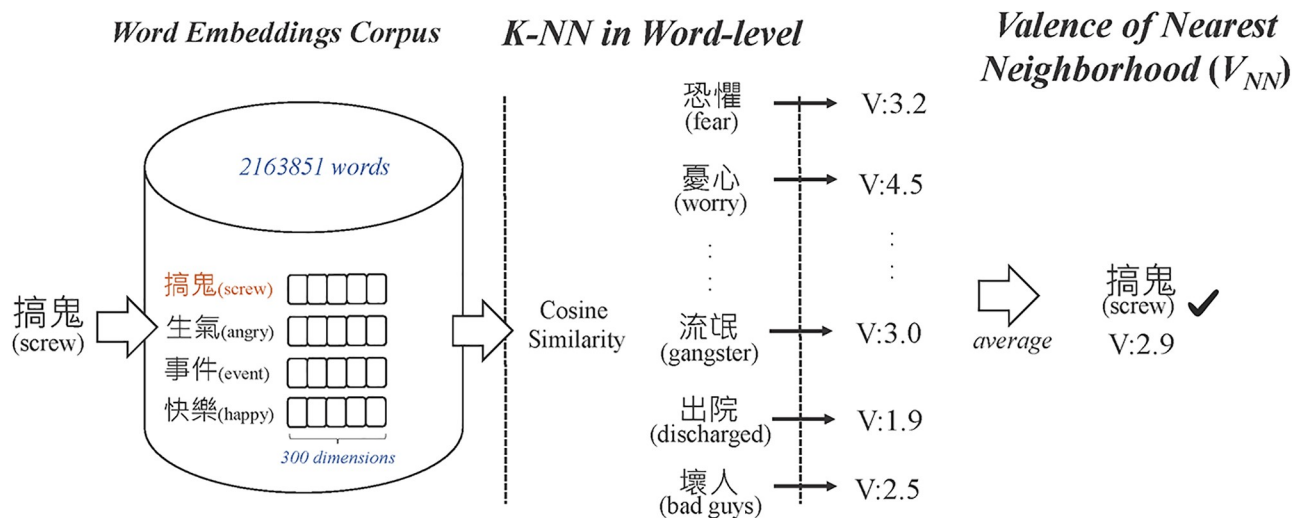 Word Embeddings Corpus
K-NN in Word-level
Valence of Nearest
Neighborhood (V_NN)
搞鬼
(screw)
2163851 words
搞鬼(screw)
生氣(angry)
事件(event)
快樂(happy)
300 dimensions
Cosine
Similarity
恐懼
(fear)
V:3.2
憂心
(worry)
V:4.5
流氓
(gangster)
V:3.0
出院
(discharged)
V:1.9
壞人
(bad guys)
V:2.5
average
搞鬼
(screw)
V:2.9